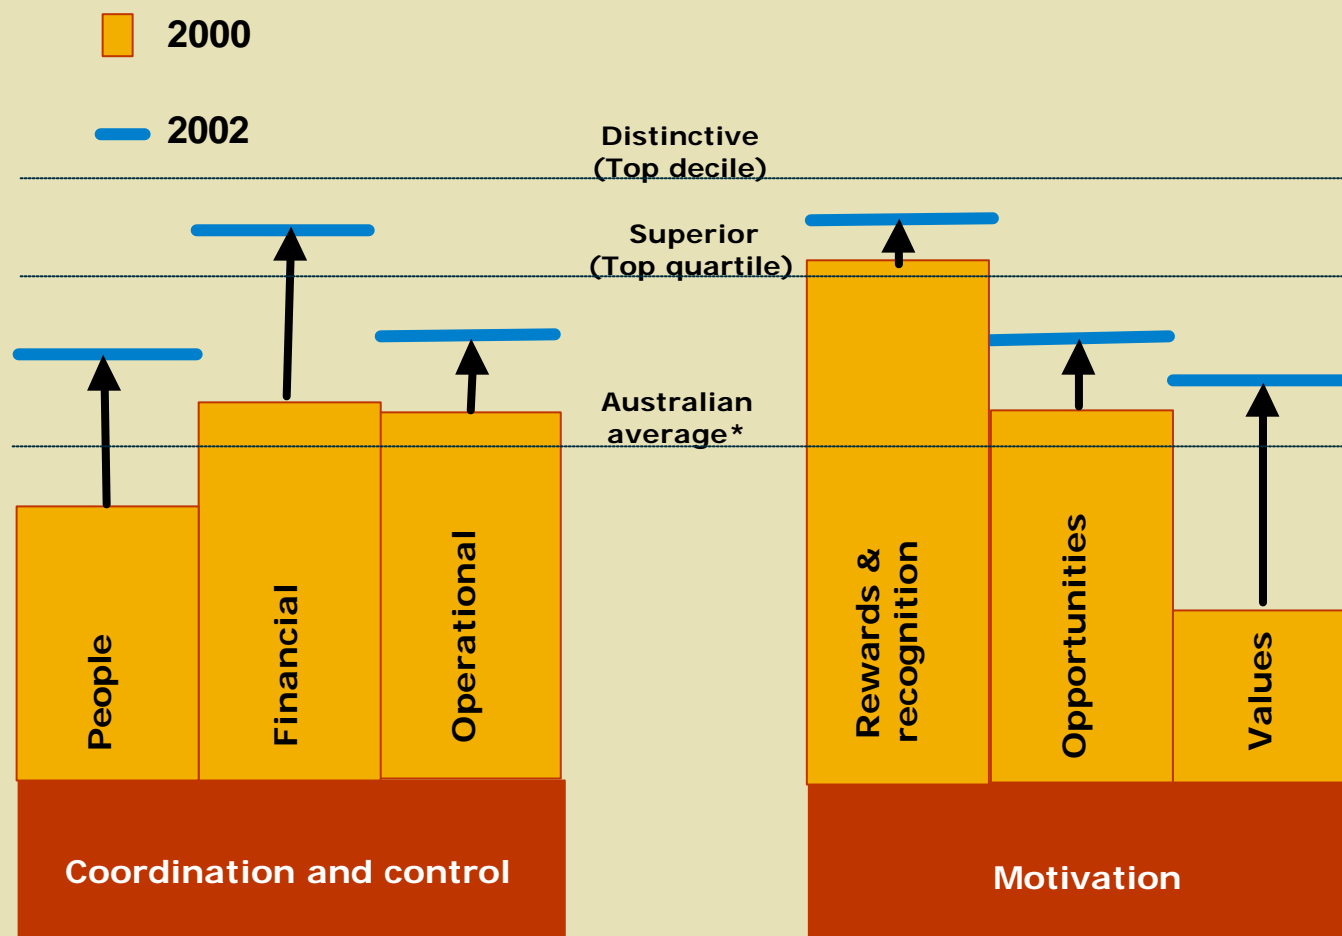 2000
2002
Distinctive
(Top decile)
Superior
(Top quartile)
Australian
average*
People
Financial
Operational
Rewards &
recognition
Opportunities
Values
Coordination and control
Motivation